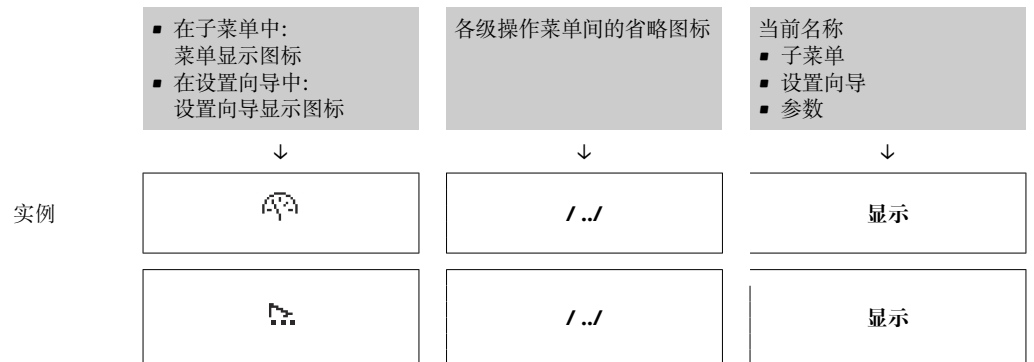 ▪ 在子菜单中:
菜单显示图标
▪ 在设置向导中:
设置向导显示图标
各级操作菜单间的省略图标
当前名称
▪ 子菜单
▪ 设置向导
▪ 参数
↓ ↓ ↓
实例
/ ../
显示
/ ../
显示